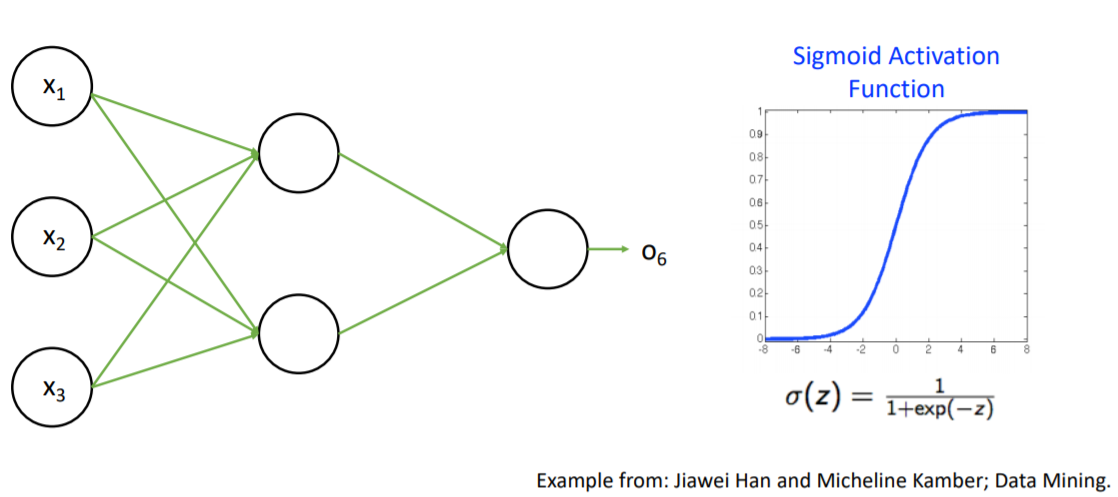 x₁
x₂
x₃
o₆
Sigmoid Activation
Function
1
0.9
0.8
0.7
0.6
0.5
0.4
0.3
0.2
0.1
0
-8 -6 -4 -2 0 2 4 6 8
σ(z) = 1 / 1+exp(−z)
Example from: Jiawei Han and Micheline Kamber; Data Mining.